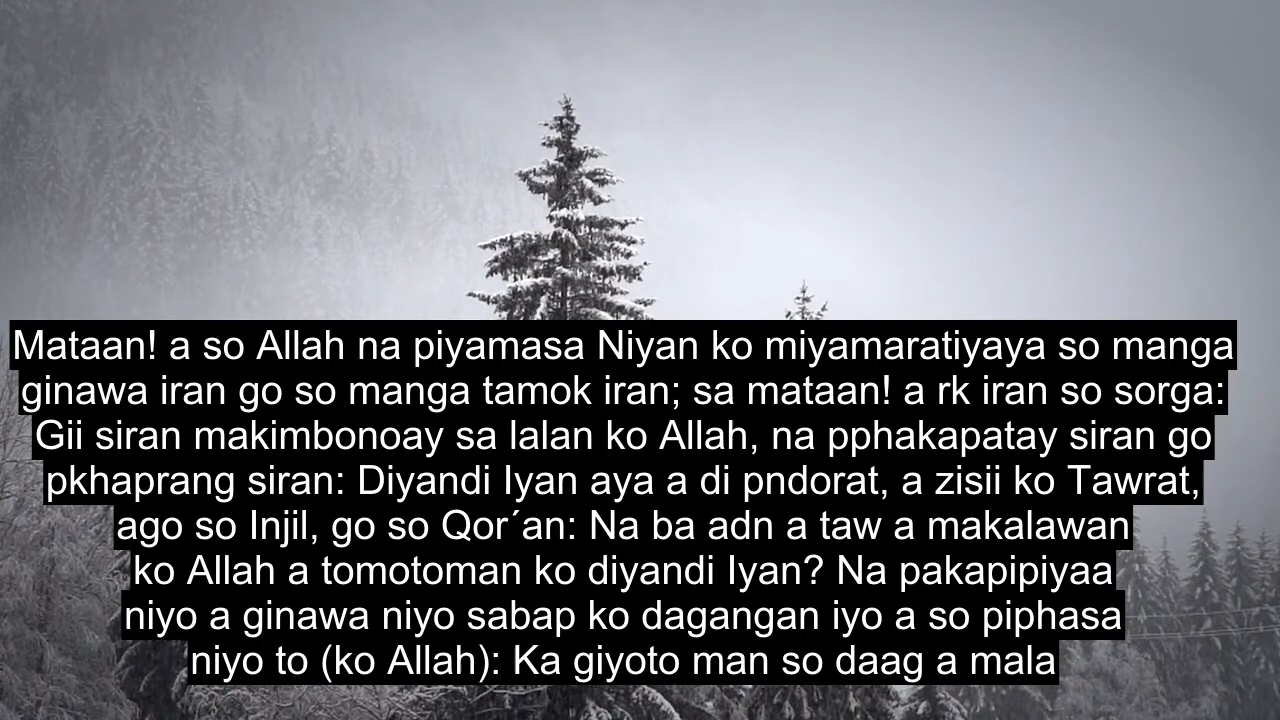 Mataan! a so Allah na piyamasa Niyan ko miyamaratiyaya so manga
ginawa iran go so manga tamok iran; sa mataan! a rk iran so sorga:
Gii siran makimbonoay sa lalan ko Allah, na pphakapatay siran go
pkhaprang siran: Diyandi Iyan aya a di pndorat, a zisii ko Tawrat,
ago so Injil, go so Qor´an: Na ba adn a taw a makalawan
ko Allah a tomotoman ko diyandi Iyan? Na pakapipiyaa
niyo a ginawa niyo sabap ko dagangan iyo a so piphasa
niyo to (ko Allah): Ka giyoto man so daag a mala